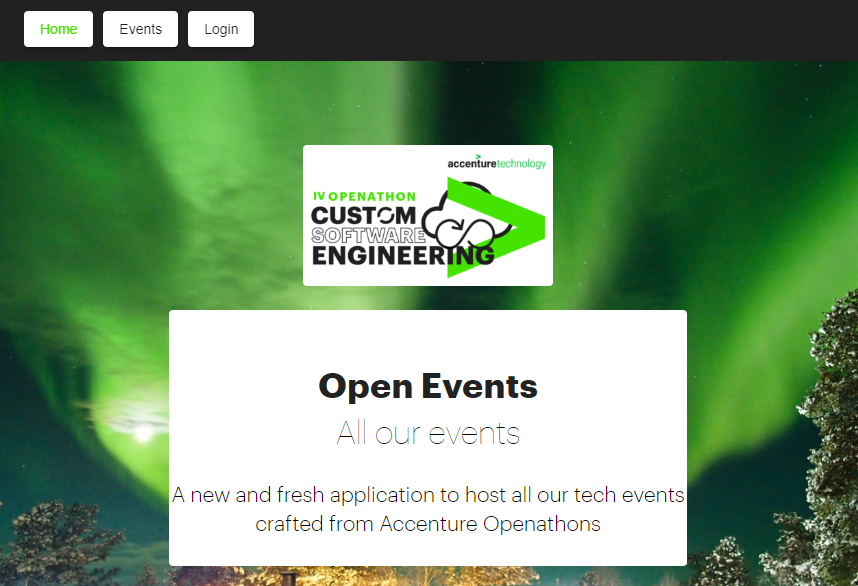 Home Events Login
accenturetechnology
IV OPENATHON
CUSTOM
SOFTWARE
ENGINEERING
Open Events
All our events
A new and fresh application to host all our tech events
crafted from Accenture Openathons